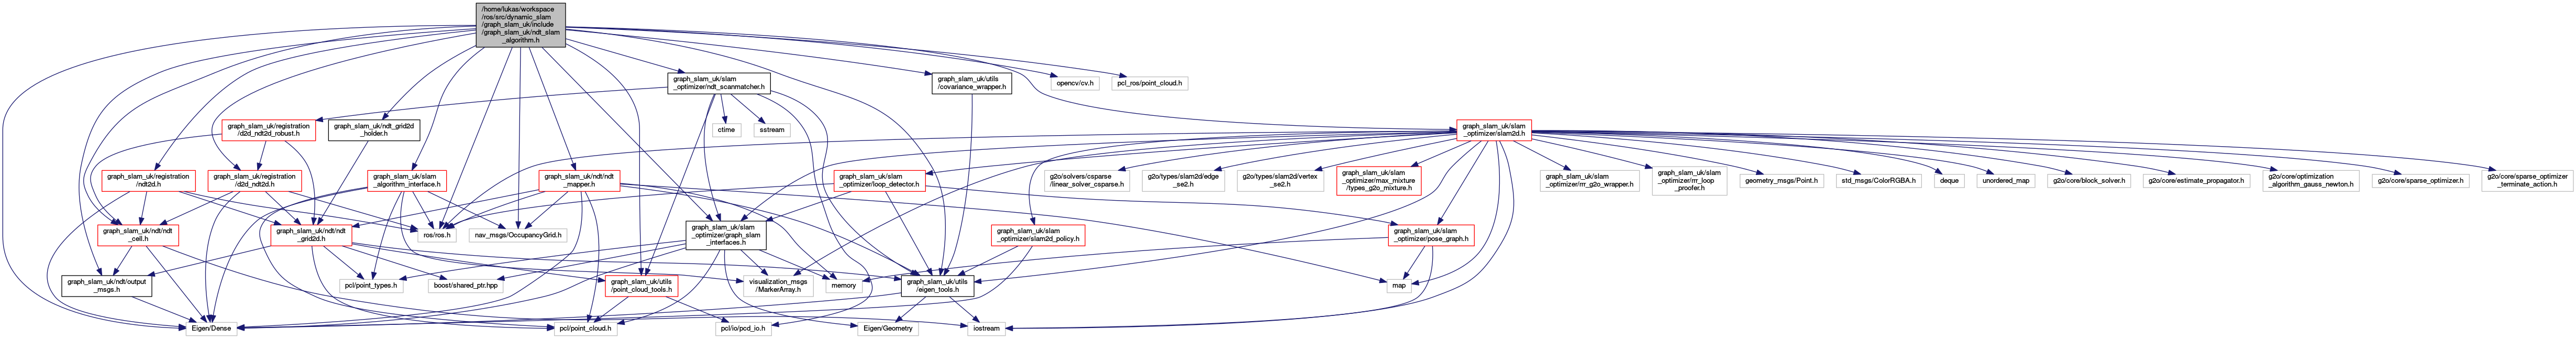 /home/lukas/workspace
/ros/src/dynamic_slam
/graph_slam_uk/include
/graph_slam_uk/ndt_slam
_algorithm.h
graph_slam_uk/slam
_optimizer/ndt_scanmatcher.h
graph_slam_uk/utils
/covariance_wrapper.h
opencv/cv.h
pcl_ros/point_cloud.h
graph_slam_uk/registration
/d2d_ndt2d_robust.h
graph_slam_uk/ndt_grid2d
_holder.h
ctime
sstream
graph_slam_uk/slam
_optimizer/slam2d.h
graph_slam_uk/registration
/ndt2d.h
graph_slam_uk/registration
/d2d_ndt2d.h
graph_slam_uk/slam
_algorithm_interface.h
graph_slam_uk/ndt/ndt
_mapper.h
graph_slam_uk/slam
_optimizer/loop_detector.h
g2o/solvers/csparse
/linear_solver_csparse.h
g2o/types/slam2d/edge
_se2.h
g2o/types/slam2d/vertex
_se2.h
graph_slam_uk/slam
_optimizer/max_mixture
/types_g2o_mixture.h
graph_slam_uk/slam
_optimizer/rrr_g2o_wrapper.h
graph_slam_uk/slam
_optimizer/rrr_loop
_proofer.h
geometry_msgs/Point.h
std_msgs/ColorRGBA.h
deque
unordered_map
g2o/core/block_solver.h
g2o/core/estimate_propagator.h
g2o/core/optimization
_algorithm_gauss_newton.h
g2o/core/sparse_optimizer.h
g2o/core/sparse_optimizer
_terminate_action.h
graph_slam_uk/ndt/ndt
_cell.h
graph_slam_uk/ndt/ndt
_grid2d.h
ros/ros.h
nav_msgs/OccupancyGrid.h
graph_slam_uk/slam
_optimizer/graph_slam
_interfaces.h
graph_slam_uk/slam
_optimizer/slam2d_policy.h
graph_slam_uk/slam
_optimizer/pose_graph.h
graph_slam_uk/ndt/output
_msgs.h
pcl/point_types.h
boost/shared_ptr.hpp
graph_slam_uk/utils
/point_cloud_tools.h
visualization_msgs
/MarkerArray.h
memory
graph_slam_uk/utils
/eigen_tools.h
map
Eigen/Dense
pcl/point_cloud.h
pcl/io/pcd_io.h
Eigen/Geometry
iostream